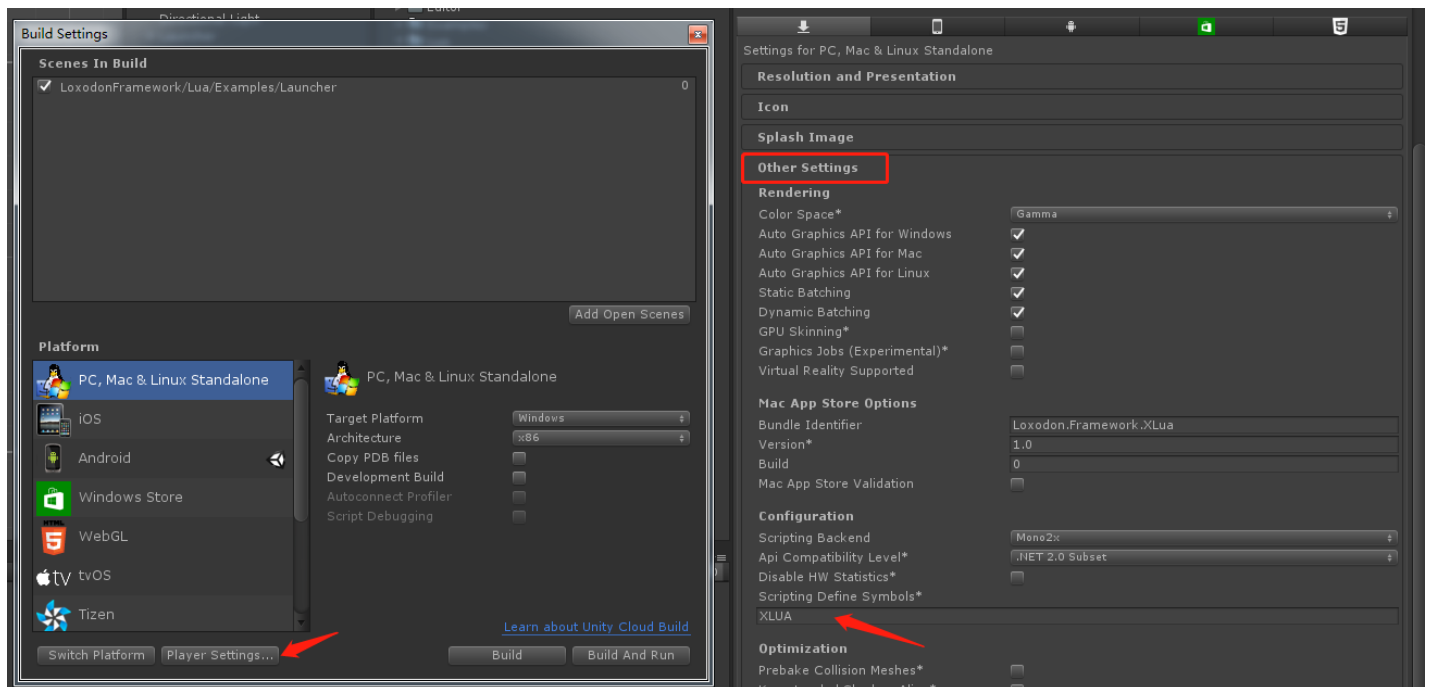 Directional Light
Editor
Build Settings
Scenes In Build
LoxodonFramework/Lua/Examples/Launcher 0
Add Open Scenes
Platform
PC, Mac & Linux Standalone
iOS
Android
Windows Store
HTML
WebGL
tv tvOS
Tizen
PC, Mac & Linux Standalone
Target Platform Windows
Architecture x86
Copy PDB files
Development Build
Autoconnect Profiler
Script Debugging
Learn about Unity Cloud Build
Switch Platform Player Settings... Build Build And Run
Settings for PC, Mac & Linux Standalone
Resolution and Presentation
Icon
Splash Image
Other Settings
Rendering
Color Space* Gamma
Auto Graphics API for Windows
Auto Graphics API for Mac
Auto Graphics API for Linux
Static Batching
Dynamic Batching
GPU Skinning*
Graphics Jobs (Experimental)*
Virtual Reality Supported
Mac App Store Options
Bundle Identifier Loxodon.Framework.XLua
Version* 1.0
Build 0
Mac App Store Validation
Configuration
Scripting Backend Mono2x
Api Compatibility Level* .NET 2.0 Subset
Disable HW Statistics*
Scripting Define Symbols*
XLUA
Optimization
Prebake Collision Meshes*